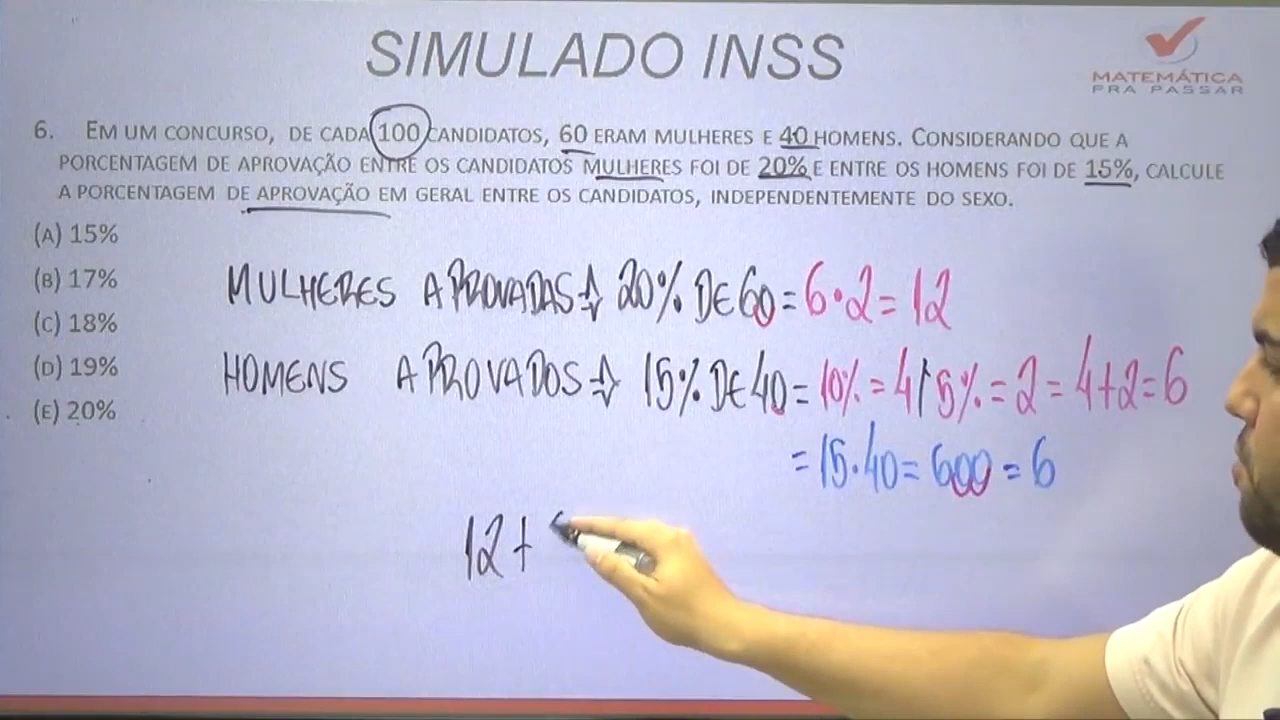 SIMULADO INSS
MATEMÁTICA
PRA PASSAR
6. EM UM CONCURSO, DE CADA 100 CANDIDATOS, 60 ERAM MULHERES E 40 HOMENS. CONSIDERANDO QUE A
PORCENTAGEM DE APROVAÇÃO ENTRE OS CANDIDATOS MULHERES FOI DE 20% E ENTRE OS HOMENS FOI DE 15%, CALCULE
A PORCENTAGEM DE APROVAÇÃO EM GERAL ENTRE OS CANDIDATOS, INDEPENDENTEMENTE DO SEXO.
(A) 15%
(B) 17%
(C) 18%
(D) 19%
(E) 20%
MULHERES APROVADAS => 20% DE 60 = 6·2 = 12
HOMENS APROVADOS => 15% DE 40 = 10% = 4 / 5% = 2 = 4+2 = 6
= 15·40 = 600 = 6
12 +